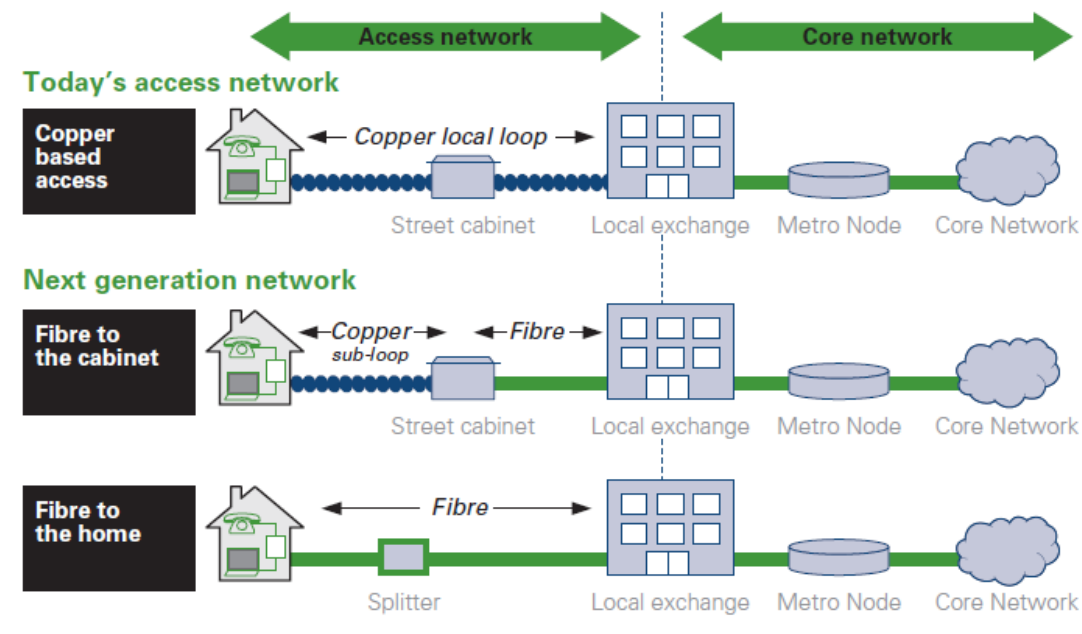 Access network
Core network
Today's access network
Copper
based
access
Copper local loop
Street cabinet
Local exchange
Metro Node
Core Network
Next generation network
Fibre to
the cabinet
Copper
sub-loop
Fibre
Street cabinet
Local exchange
Metro Node
Core Network
Fibre to
the home
Fibre
Splitter
Local exchange
Metro Node
Core Network